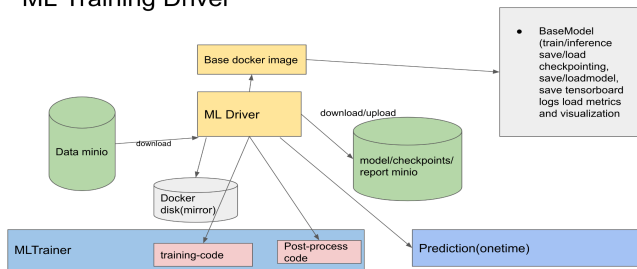 ML Training Driver
● BaseModel
(train/inference
save/load
checkpointing,
save/loadmodel,
save tensorboard
logs load metrics
and visualization
Base docker image
ML Driver
download/upload
Data minio
download
model/checkpoints/
report minio
Docker
disk(mirror)
MLTrainer
training-code
Post-process
code
Prediction(onetime)